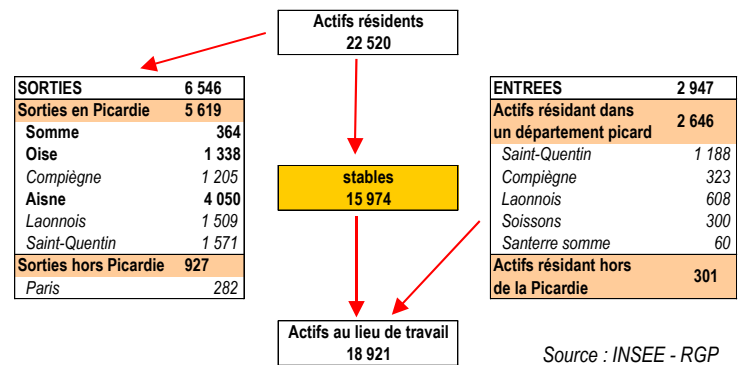 Actifs résidents
22 520
SORTIES 6 546
Sorties en Picardie 5 619
Somme 364
Oise 1 338
Compiègne 1 205
Aisne 4 050
Laonnois 1 509
Saint-Quentin 1 571
Sorties hors Picardie 927
Paris 282
stables
15 974
ENTREES 2 947
Actifs résidant dans
un département picard 2 646
Saint-Quentin 1 188
Compiègne 323
Laonnois 608
Soissons 300
Santerre somme 60
Actifs résidant hors
de la Picardie 301
Actifs au lieu de travail
18 921
Source : INSEE - RGP